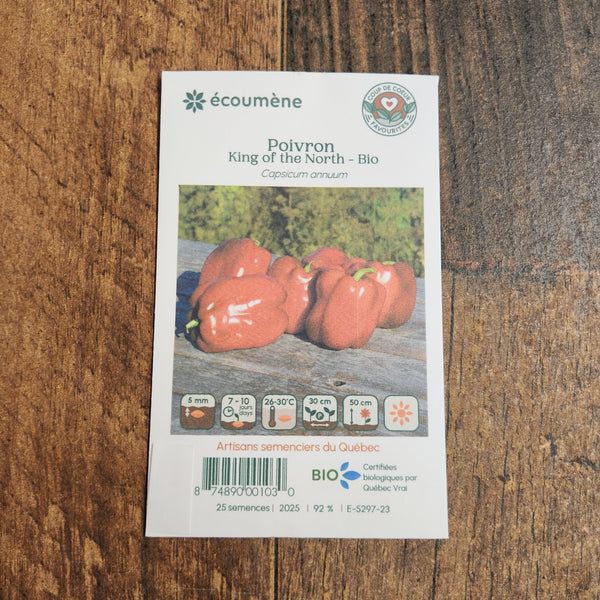 écoumène
COUP DE COEUR
FAVOURITES
Poivron
King of the North - Bio
Capsicum annuum
5 mm
7 - 10
jours
days
26-30°C
30 cm
50 cm
P
Artisans semenciers du Québec
8 74890 00103 0
BIO
Certifiées
biologiques par
Québec Vrai
25 semences | 2025 | 92 % | E-5297-23